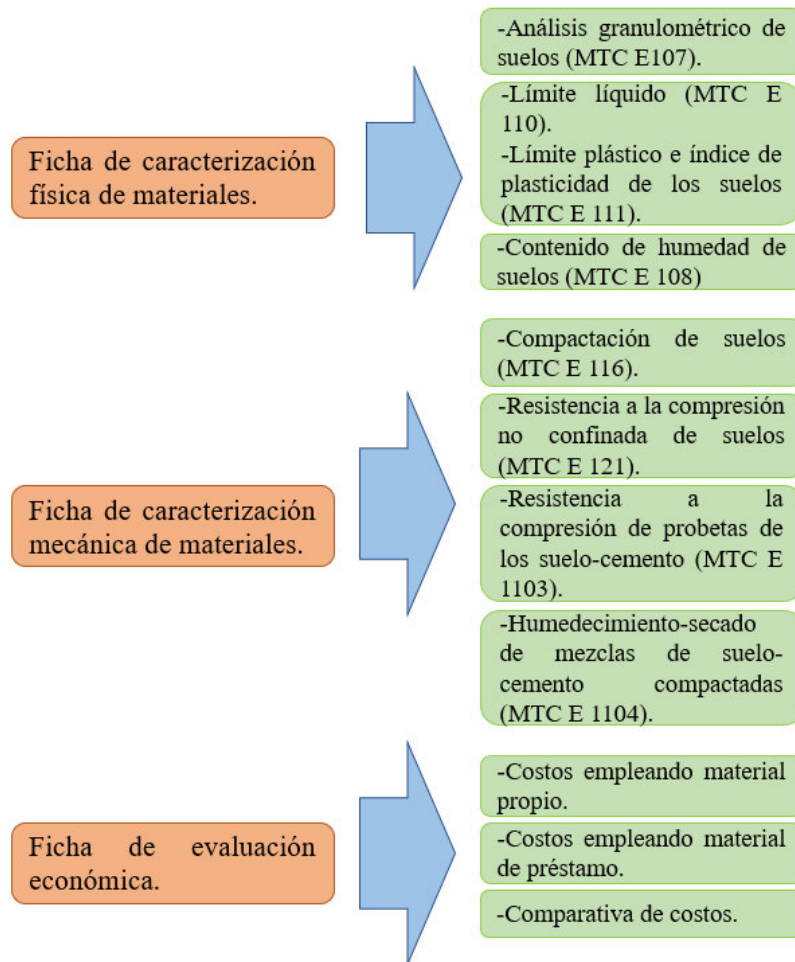 Ficha de caracterización
física de materiales.
-Análisis granulométrico de
suelos (MTC E107).
-Límite líquido (MTC E
110).
-Límite plástico e índice de
plasticidad de los suelos
(MTC E 111).
-Contenido de humedad de
suelos (MTC E 108)
Ficha de caracterización
mecánica de materiales.
-Compactación de suelos
(MTC E 116).
-Resistencia a la compresión
no confinada de suelos
(MTC E 121).
-Resistencia a la
compresión de probetas de
los suelo-cemento (MTC E
1103).
-Humedecimiento-secado
de mezclas de suelo-
cemento compactadas
(MTC E 1104).
Ficha de evaluación
económica.
-Costos empleando material
propio.
-Costos empleando material
de préstamo.
-Comparativa de costos.